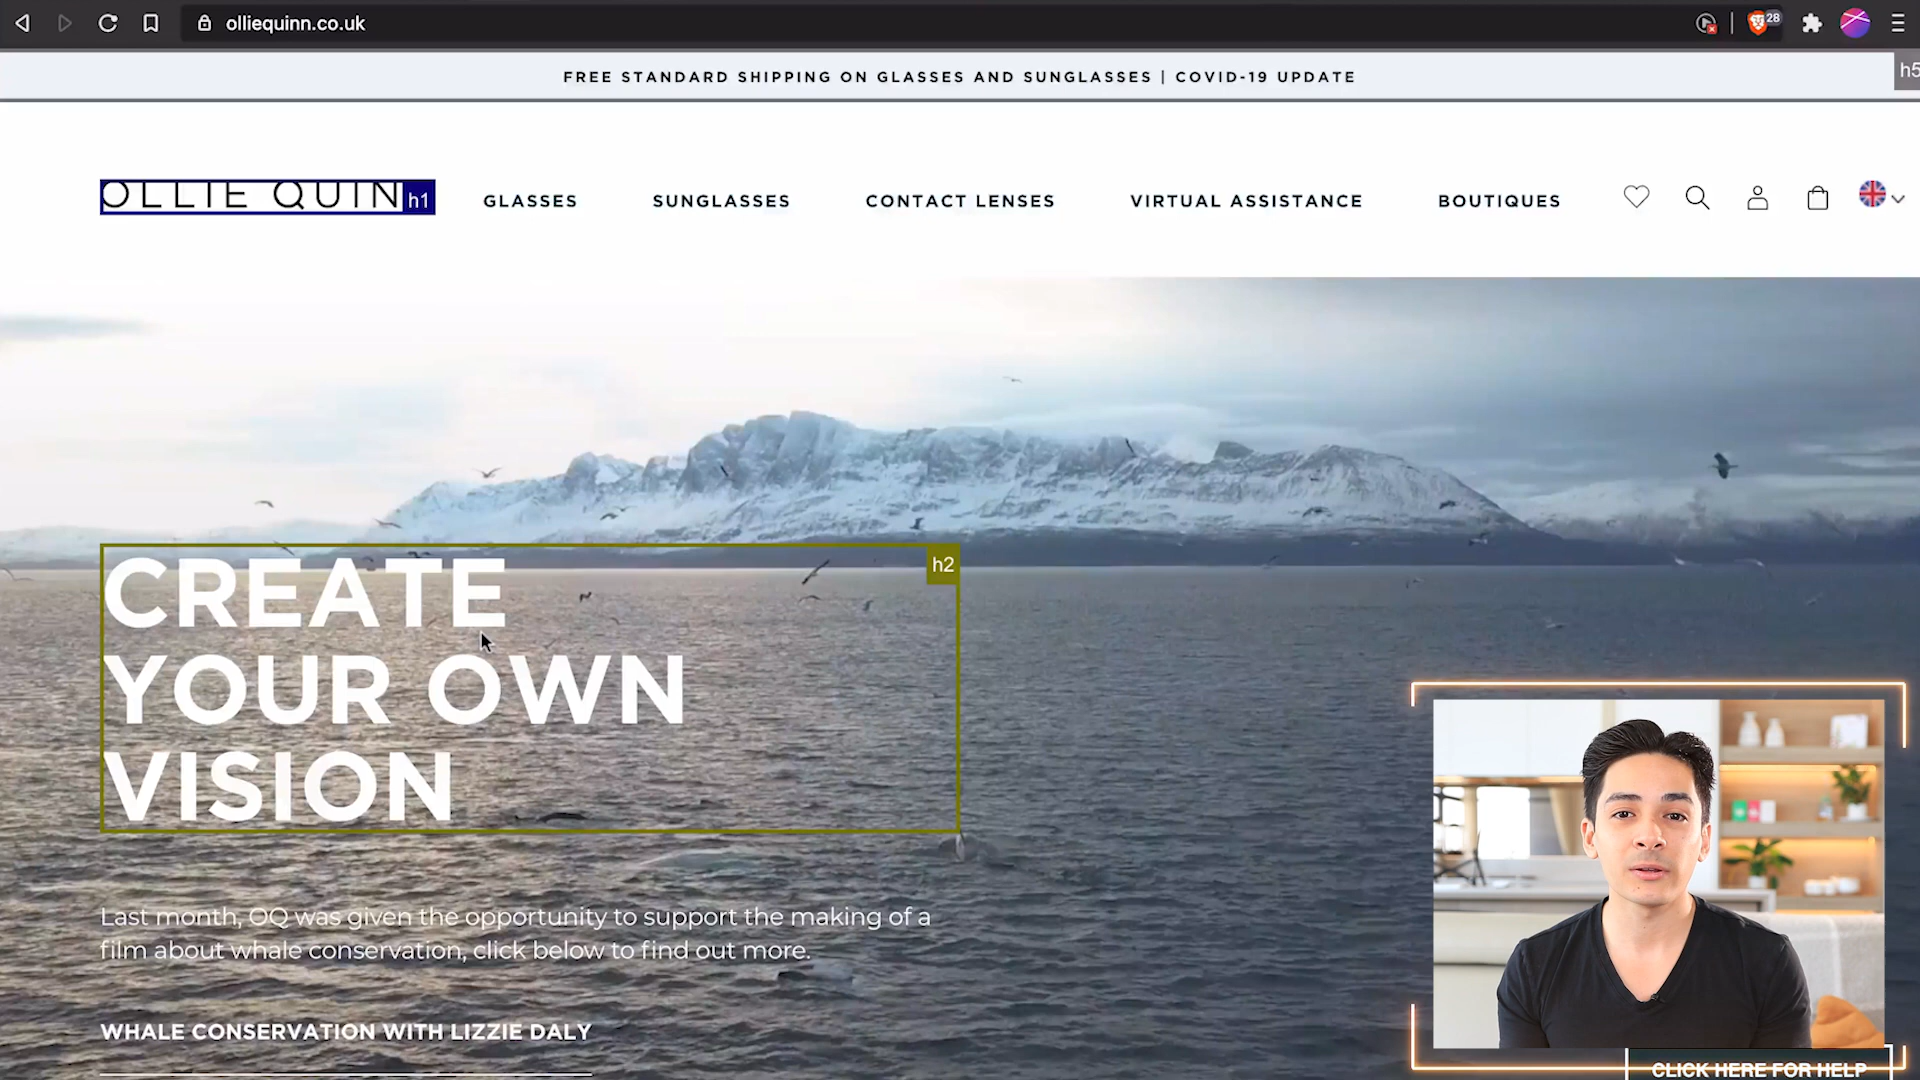 olliequinn.co.uk
28
FREE STANDARD SHIPPING ON GLASSES AND SUNGLASSES | COVID-19 UPDATE
h5
OLLIE QUIN h1
GLASSES
SUNGLASSES
CONTACT LENSES
VIRTUAL ASSISTANCE
BOUTIQUES
h2
CREATE
YOUR OWN
VISION
Last month, OQ was given the opportunity to support the making of a
film about whale conservation, click below to find out more.
WHALE CONSERVATION WITH LIZZIE DALY
CLICK HERE FOR HELP